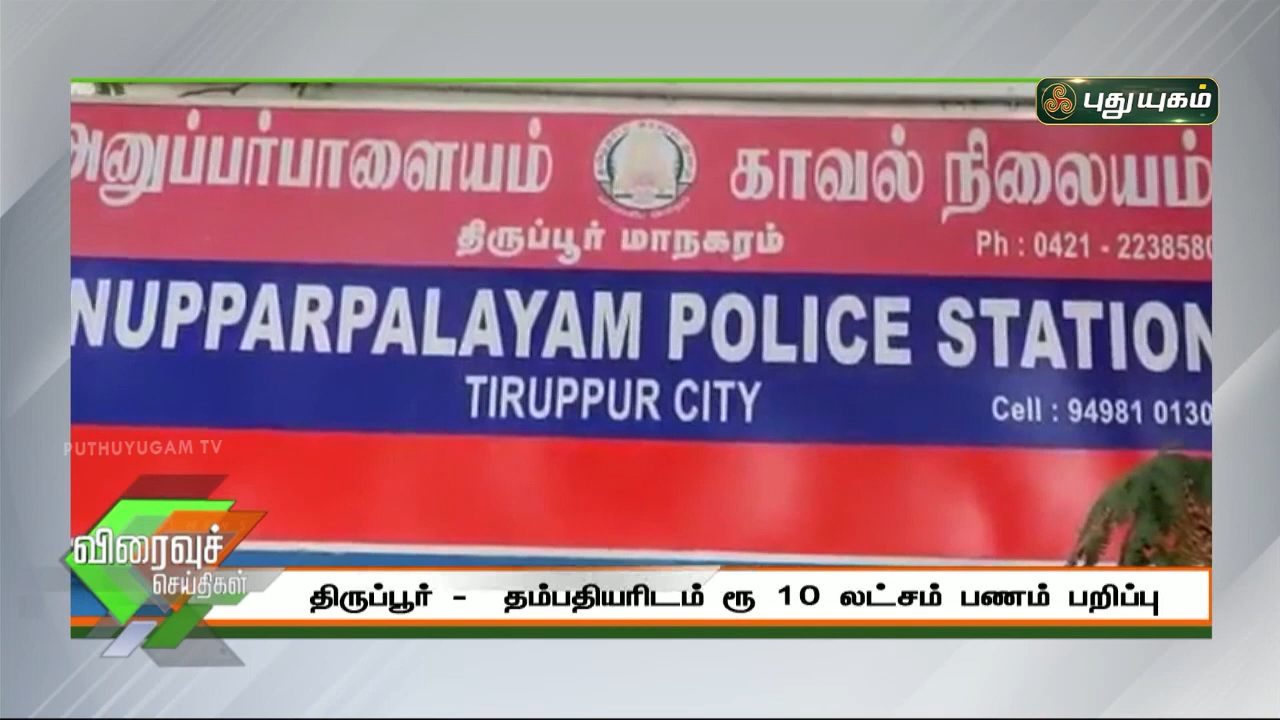 புதுயுகம்
அனுப்பர்பாளையம் காவல் நிலையம்
திருப்பூர் மாநகரம்
Ph : 0421 - 2238580
NUPPARPALAYAM POLICE STATION
TIRUPPUR CITY
Cell : 94981 0130
PUTHUYUGAM TV
விரைவுச்
செய்திகள்
திருப்பூர் - தம்பதியரிடம் ரூ 10 லட்சம் பணம் பறிப்பு